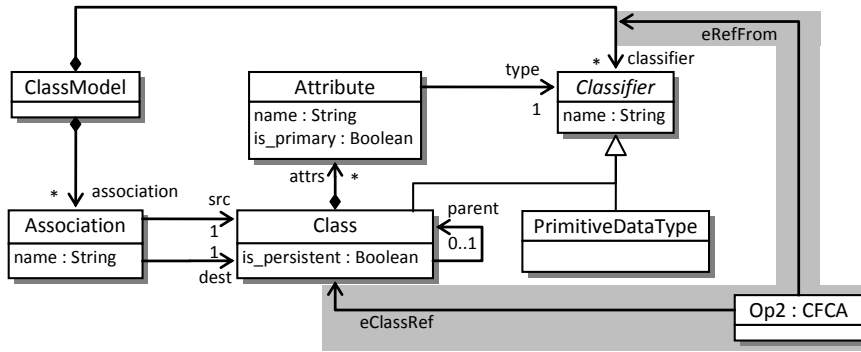 eRefFrom
* classifier
ClassModel
Attribute
name : String
is_primary : Boolean
type
1
Classifier
name : String
* association
attrs *
Association
name : String
src
1
1
dest
Class
is_persistent : Boolean
parent
0..1
PrimitiveDataType
eClassRef
Op2 : CFCA